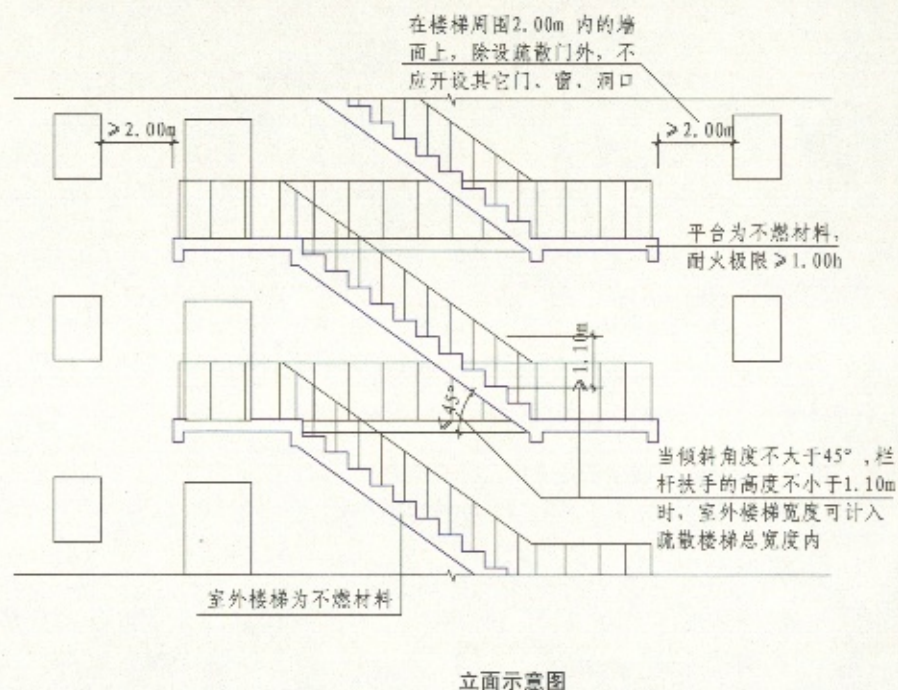 在楼梯周围2.00m 内的墙
面上，除设疏散门外，不
应开设其它门、窗、洞口
≥2.00m
≥2.00m
平台为不燃材料，
耐火极限≥1.00h
≥1.10m
≤45°
当倾斜角度不大于45°，栏
杆扶手的高度不小于1.10m
时，室外楼梯宽度可计入
疏散楼梯总宽度内
室外楼梯为不燃材料
立面示意图